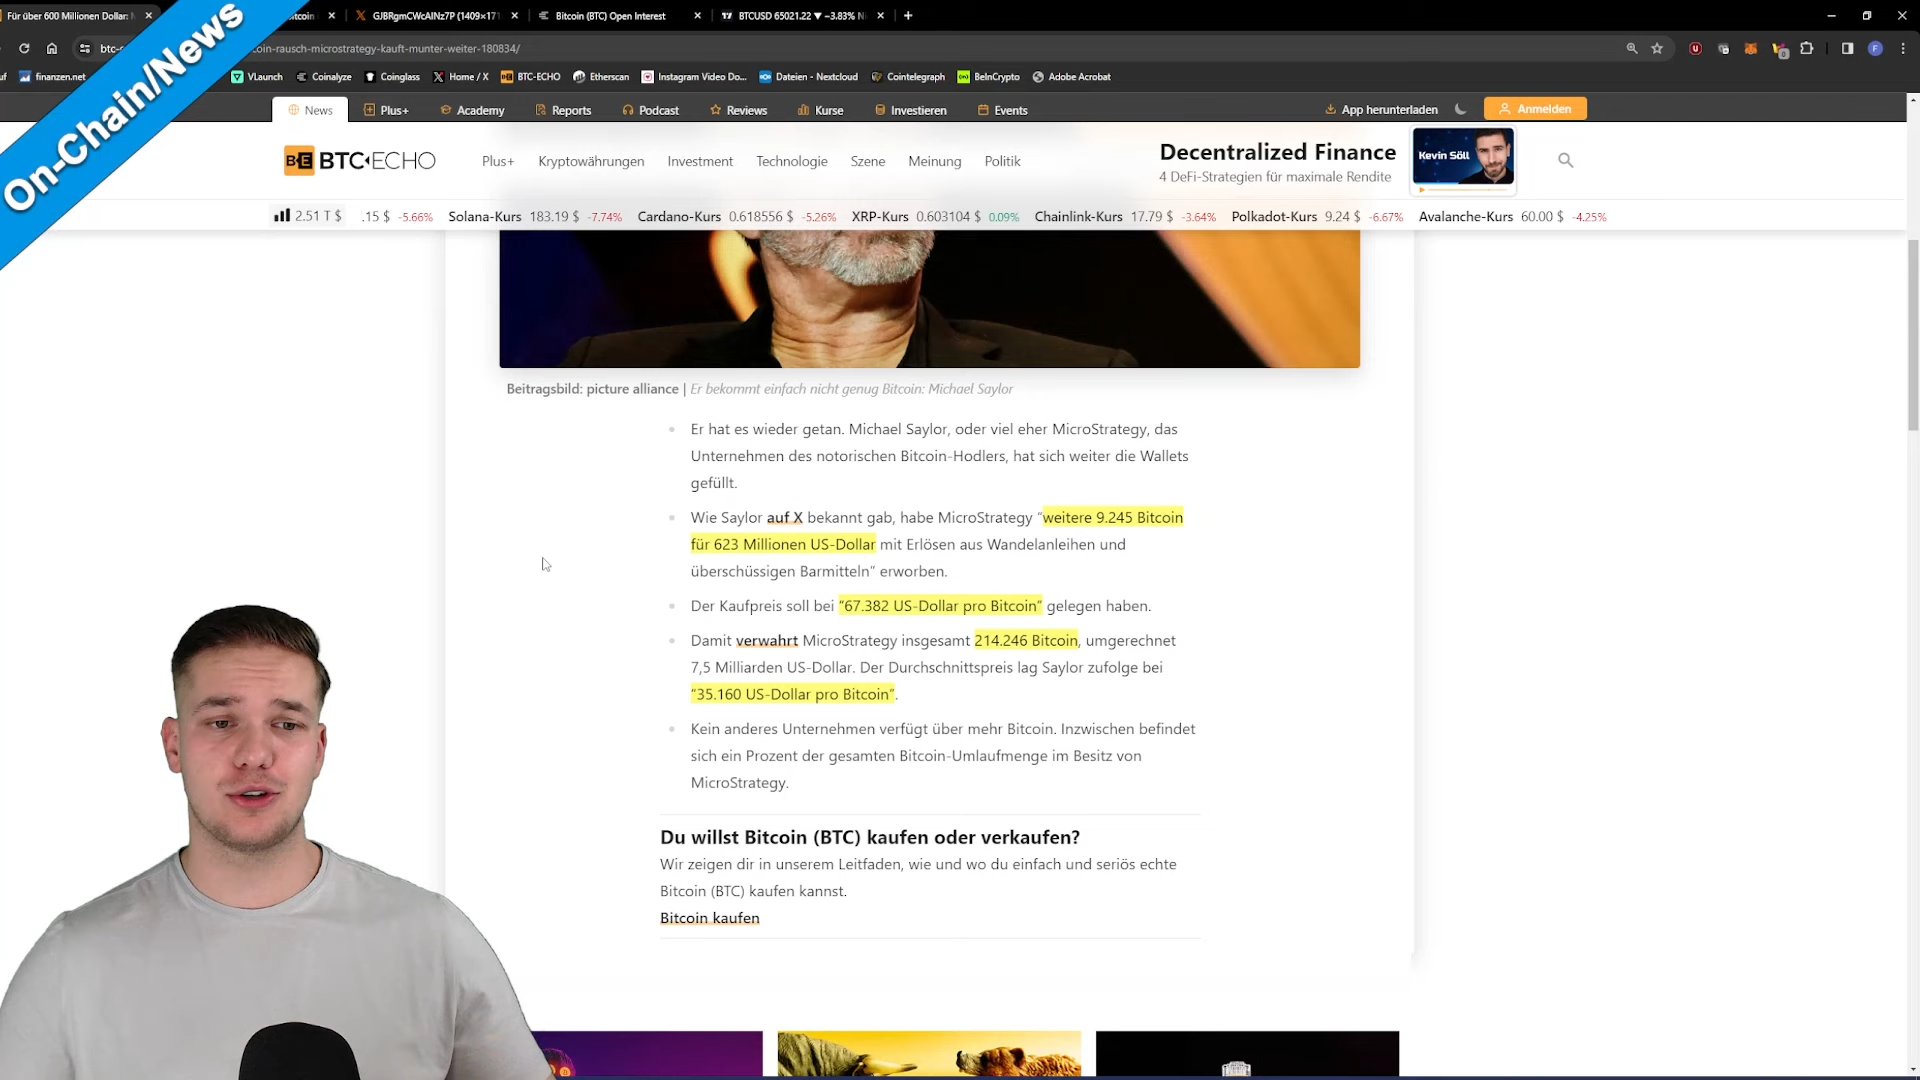 On-Chain/News
Für über 600 Millionen Dollar:
GJBRgmCWcAINz7P (1409×171
Bitcoin (BTC) Open Interest
BTCUSD 65021.22 ▼ −3.83%
oin-rausch-microstrategy-kauft-munter-weiter-180834/
finanzen.net
VLaunch
Coinalyze
Coinglass
Home / X
BTC-ECHO
Etherscan
Instagram Video Do...
Dateien - Nextcloud
Cointelegraph
BeInCrypto
Adobe Acrobat
News
Plus+
Academy
Reports
Podcast
Reviews
Kurse
Investieren
Events
App herunterladen
Anmelden
BTC-ECHO
Plus+
Kryptowährungen
Investment
Technologie
Szene
Meinung
Politik
Decentralized Finance
4 DeFi-Strategien für maximale Rendite
Kevin Söll
2.51 T $ .15 $ -5.66% Solana-Kurs 183.19 $ -7.74% Cardano-Kurs 0.618556 $ -5.26% XRP-Kurs 0.603104 $ 0.09% Chainlink-Kurs 17.79 $ -3.64% Polkadot-Kurs 9.24 $ -6.67% Avalanche-Kurs 60.00 $ -4.25%
Beitragsbild: picture alliance | Er bekommt einfach nicht genug Bitcoin: Michael Saylor
Er hat es wieder getan. Michael Saylor, oder viel eher MicroStrategy, das
Unternehmen des notorischen Bitcoin-Hodlers, hat sich weiter die Wallets
gefüllt.
Wie Saylor auf X bekannt gab, habe MicroStrategy "weitere 9.245 Bitcoin
für 623 Millionen US-Dollar mit Erlösen aus Wandelanleihen und
überschüssigen Barmitteln" erworben.
Der Kaufpreis soll bei "67.382 US-Dollar pro Bitcoin" gelegen haben.
Damit verwahrt MicroStrategy insgesamt 214.246 Bitcoin, umgerechnet
7,5 Milliarden US-Dollar. Der Durchschnittspreis lag Saylor zufolge bei
"35.160 US-Dollar pro Bitcoin".
Kein anderes Unternehmen verfügt über mehr Bitcoin. Inzwischen befindet
sich ein Prozent der gesamten Bitcoin-Umlaufmenge im Besitz von
MicroStrategy.
Du willst Bitcoin (BTC) kaufen oder verkaufen?
Wir zeigen dir in unserem Leitfaden, wie und wo du einfach und seriös echte
Bitcoin (BTC) kaufen kannst.
Bitcoin kaufen